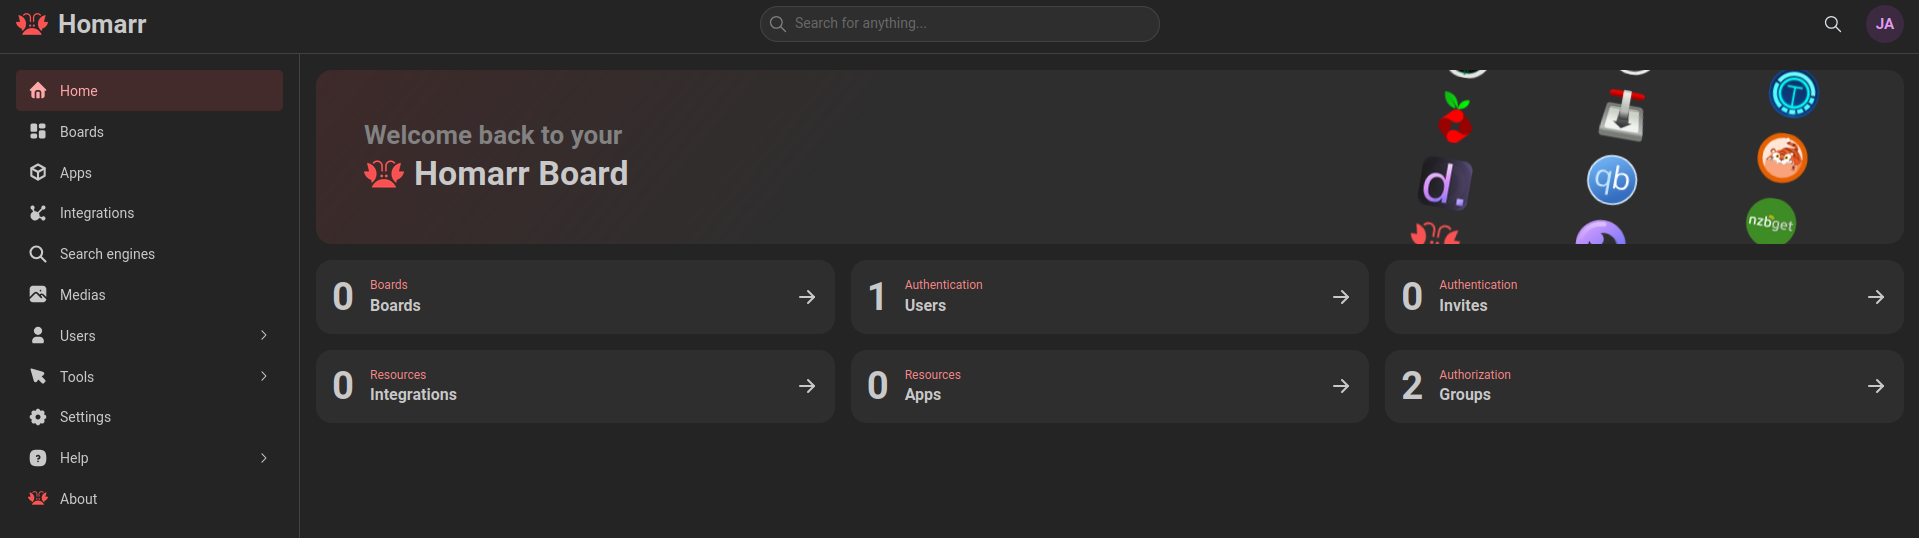 Homarr
Search for anything...
JA
Home
Boards
Apps
Integrations
Search engines
Medias
Users
Tools
Settings
Help
About
Welcome back to your
Homarr Board
d.
qb
T
nzbget
0
Boards
Boards
1
Authentication
Users
0
Authentication
Invites
0
Resources
Integrations
0
Resources
Apps
2
Authorization
Groups